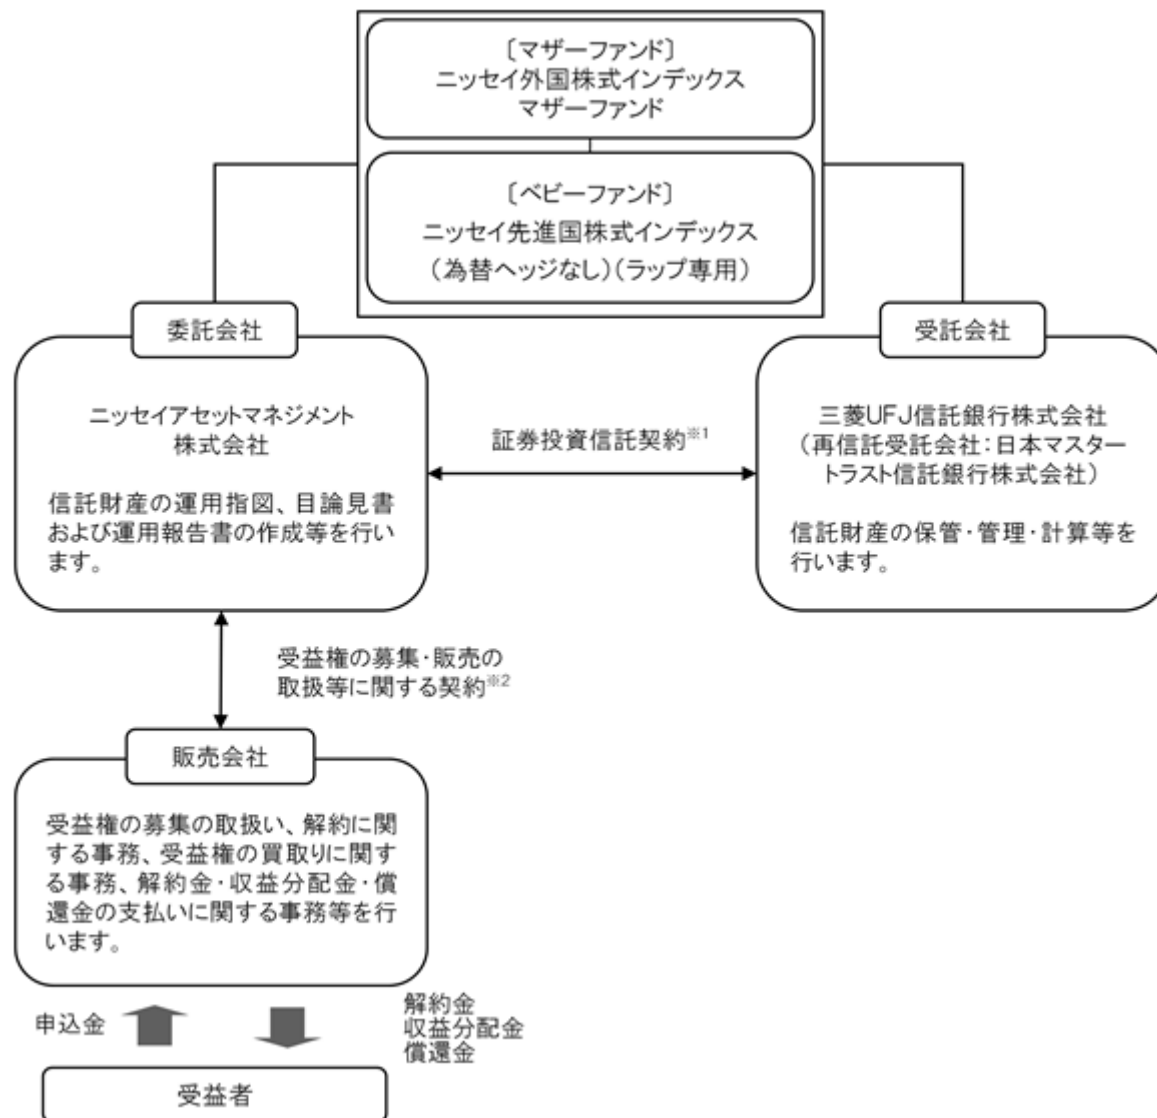 〔マザーファンド〕
ニッセイ外国株式インデックス
マザーファンド
〔ベビーファンド〕
ニッセイ先進国株式インデックス
（為替ヘッジなし）（ラップ専用）
委託会社
ニッセイアセットマネジメント
株式会社
信託財産の運用指図、目論見書
および運用報告書の作成等を行い
ます。
証券投資信託契約※1
受託会社
三菱UFJ信託銀行株式会社
（再信託受託会社：日本マスター
トラスト信託銀行株式会社）
信託財産の保管・管理・計算等を
行います。
受益権の募集・販売の
取扱等に関する契約※2
販売会社
受益権の募集の取扱い、解約に関
する事務、受益権の買取りに関す
る事務、解約金・収益分配金・償
還金の支払いに関する事務等を行
います。
申込金
解約金
収益分配金
償還金
受益者